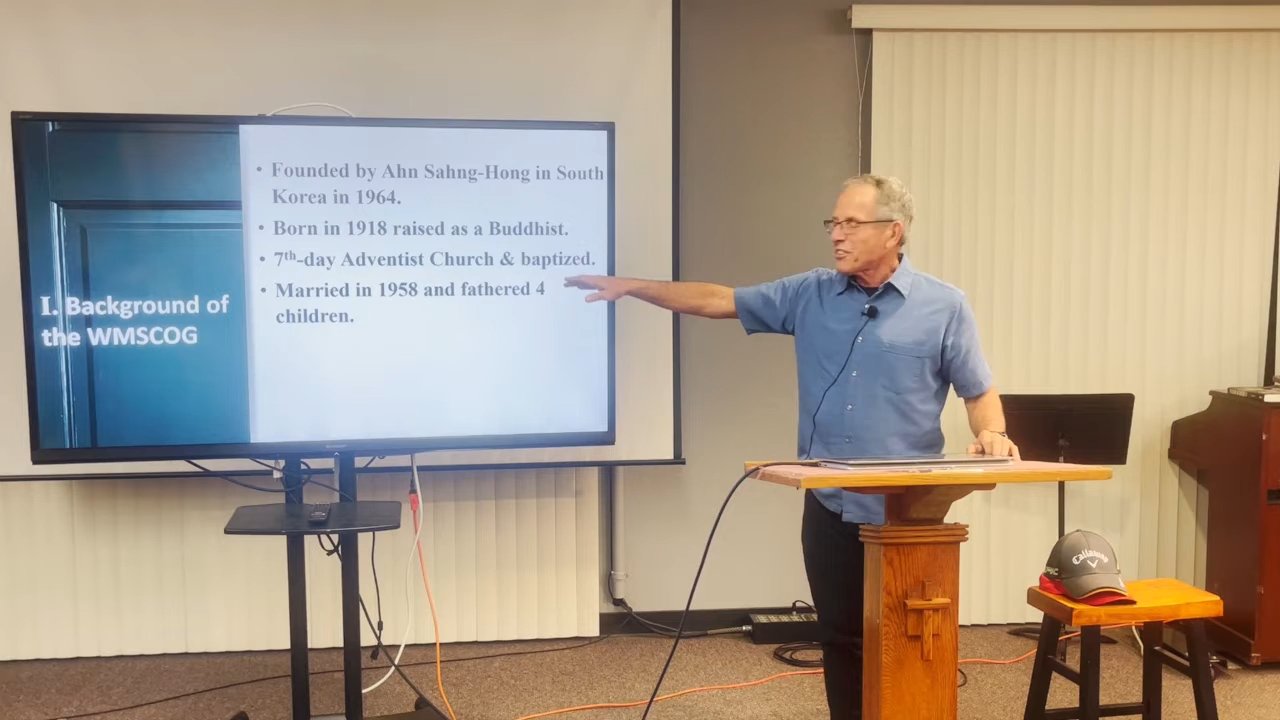 I. Background of
the WMSCOG
• Founded by Ahn Sahng-Hong in South
Korea in 1964.
• Born in 1918 raised as a Buddhist.
• 7th-day Adventist Church & baptized.
• Married in 1958 and fathered 4
children.
Callaway